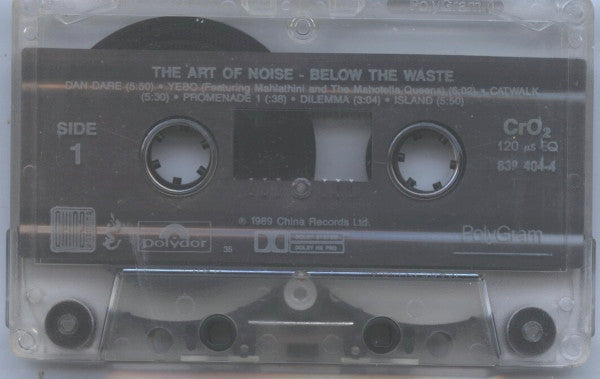 THE ART OF NOISE - BELOW THE WASTE
DAN DARE (5:50) • YEBO (Featuring Mahlathini and The Mahotella Queens) (6:02) • CATWALK
(5:30) • PROMENADE 1 (:38) • DILEMMA (3:04) • ISLAND (5:50)
SIDE
1
CrO2
120 µs EQ
839 404-4
℗ 1989 China Records Ltd.
polydor
35
DOLBY SYSTEM
DOLBY HX PRO
PolyGram